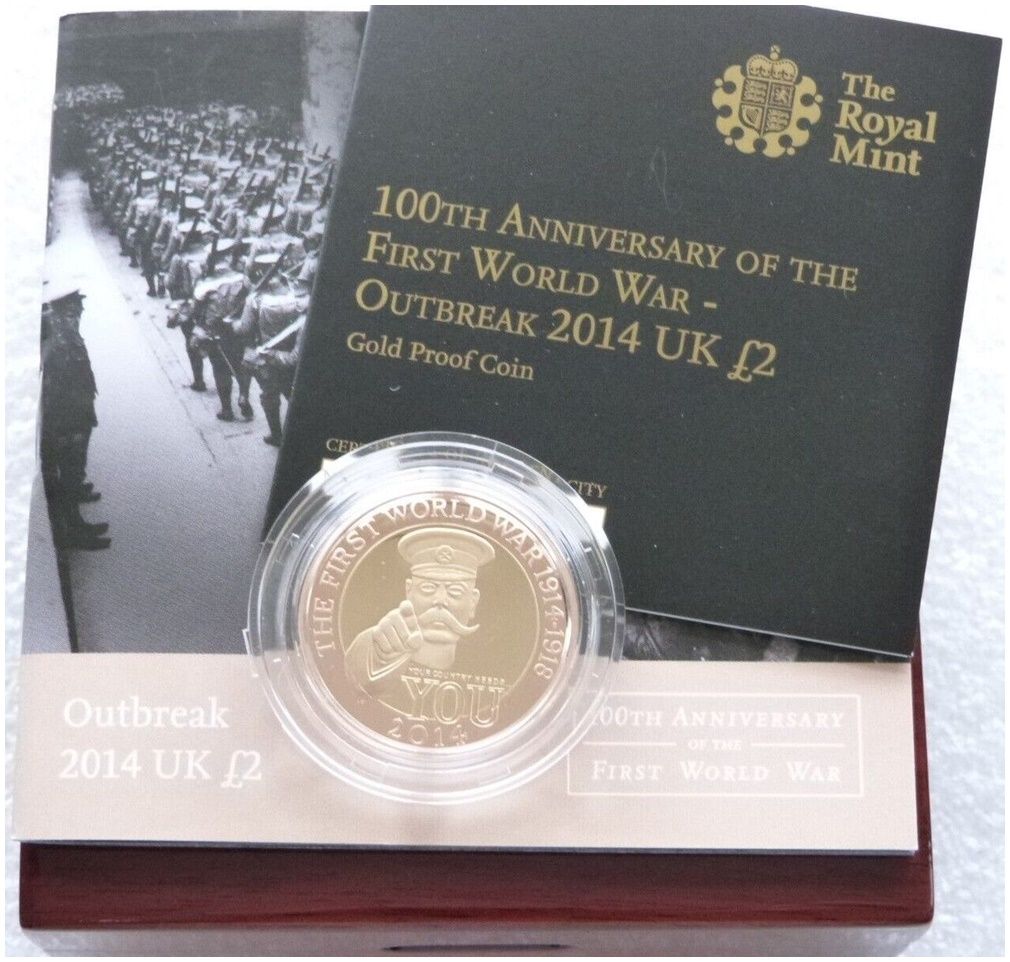 The
Royal
Mint
100TH ANNIVERSARY OF THE
FIRST WORLD WAR -
OUTBREAK 2014 UK £2
Gold Proof Coin
CITY
THE FIRST WORLD WAR 1914-1918
YOUR COUNTRY NEEDS
YOU
2014
Outbreak
2014 UK £2
100TH ANNIVERSARY
OF THE
FIRST WORLD WAR